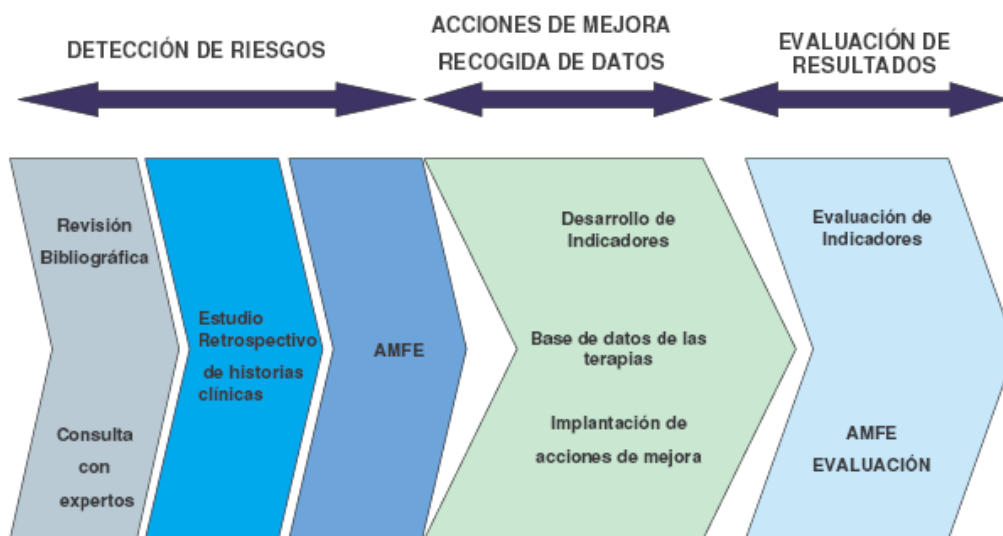 DETECCIÓN DE RIESGOS
ACCIONES DE MEJORA
RECOGIDA DE DATOS
EVALUACIÓN DE
RESULTADOS
Revisión
Bibliográfica
Consulta
con
expertos
Estudio
Retrospectivo
de historias
clínicas
AMFE
Desarrollo de
Indicadores
Base de datos de las
terapias
Implantación de
acciones de mejora
Evaluación de
Indicadores
AMFE
EVALUACIÓN